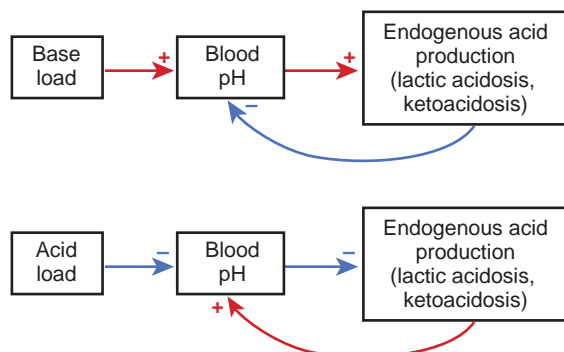 Base
load
+
Blood
pH
+
Endogenous acid
production
(lactic acidosis,
ketoacidosis)
–
Acid
load
–
Blood
pH
–
Endogenous acid
production
(lactic acidosis,
ketoacidosis)
+